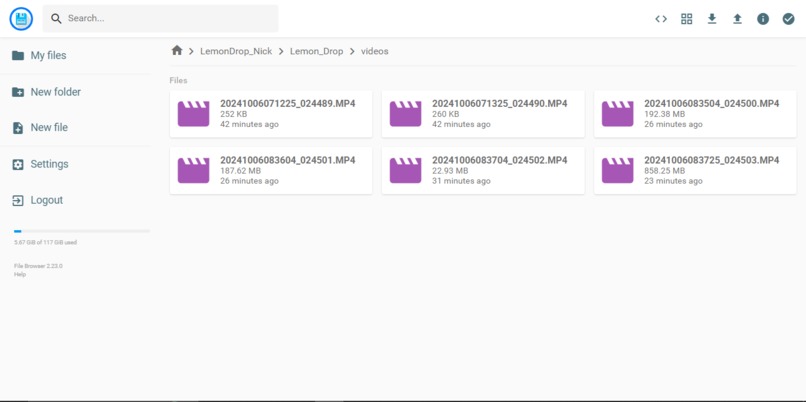 Search...
My files
New folder
New file
Settings
Logout
5.67 GiB of 117 GiB used
File Browser 2.23.0
Help
LemonDrop_Nick > Lemon_Drop > videos
Files
20241006071225_024489.MP4
252 KB
42 minutes ago
20241006071325_024490.MP4
260 KB
42 minutes ago
20241006083504_024500.MP4
192.38 MB
26 minutes ago
20241006083604_024501.MP4
187.62 MB
26 minutes ago
20241006083704_024502.MP4
22.93 MB
31 minutes ago
20241006083725_024503.MP4
858.25 MB
23 minutes ago